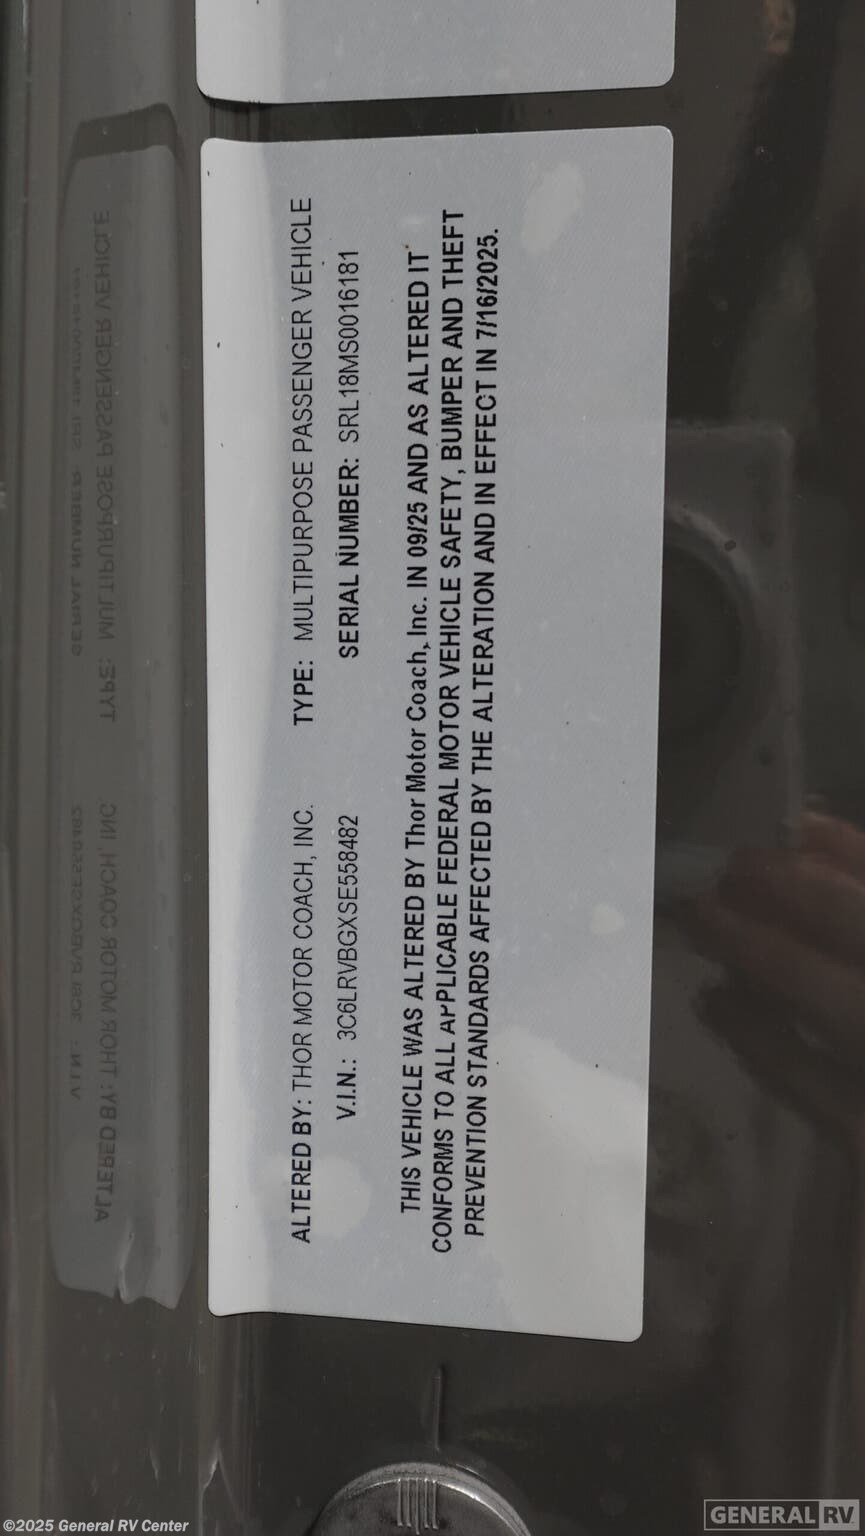 ALTERED BY: THOR MOTOR COACH, INC. TYPE: MULTIPURPOSE PASSENGER VEHICLE
V.I.N.: 3C6LRVBGXSE558482 SERIAL NUMBER: SRL18MS0016181
THIS VEHICLE WAS ALTERED BY Thor Motor Coach, Inc. IN 09/25 AND AS ALTERED IT
CONFORMS TO ALL APPLICABLE FEDERAL MOTOR VEHICLE SAFETY, BUMPER AND THEFT
PREVENTION STANDARDS AFFECTED BY THE ALTERATION AND IN EFFECT IN 7/16/2025.
©2025 General RV Center
GENERAL RV